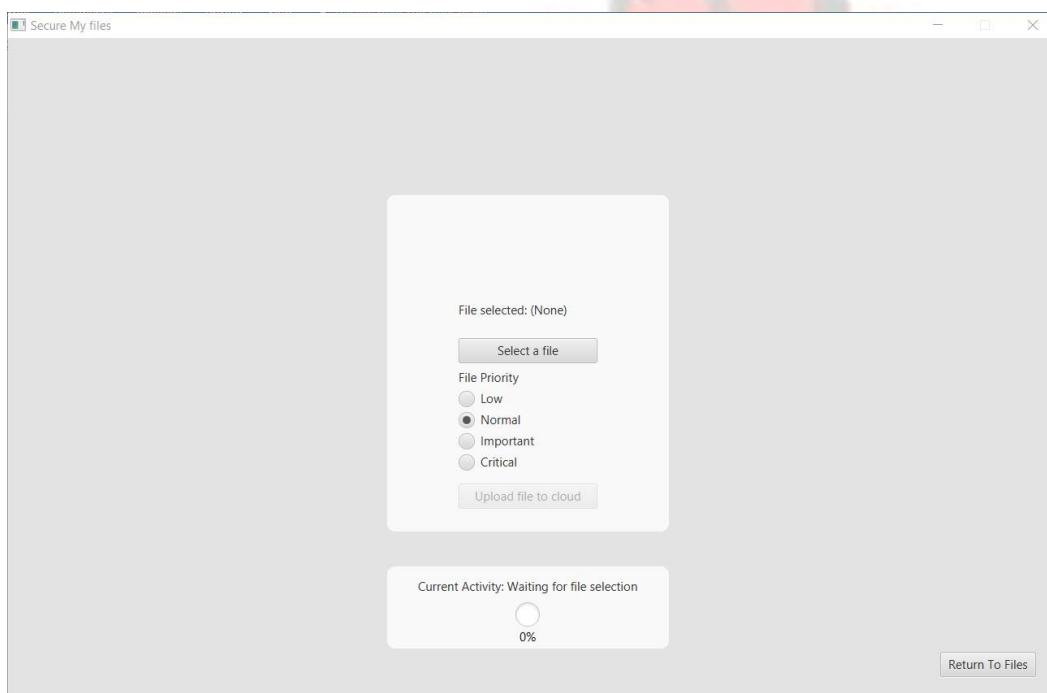 Secure My files
File selected: (None)
Select a file
File Priority
Low
Normal
Important
Critical
Upload file to cloud
Current Activity: Waiting for file selection
0%
Return To Files